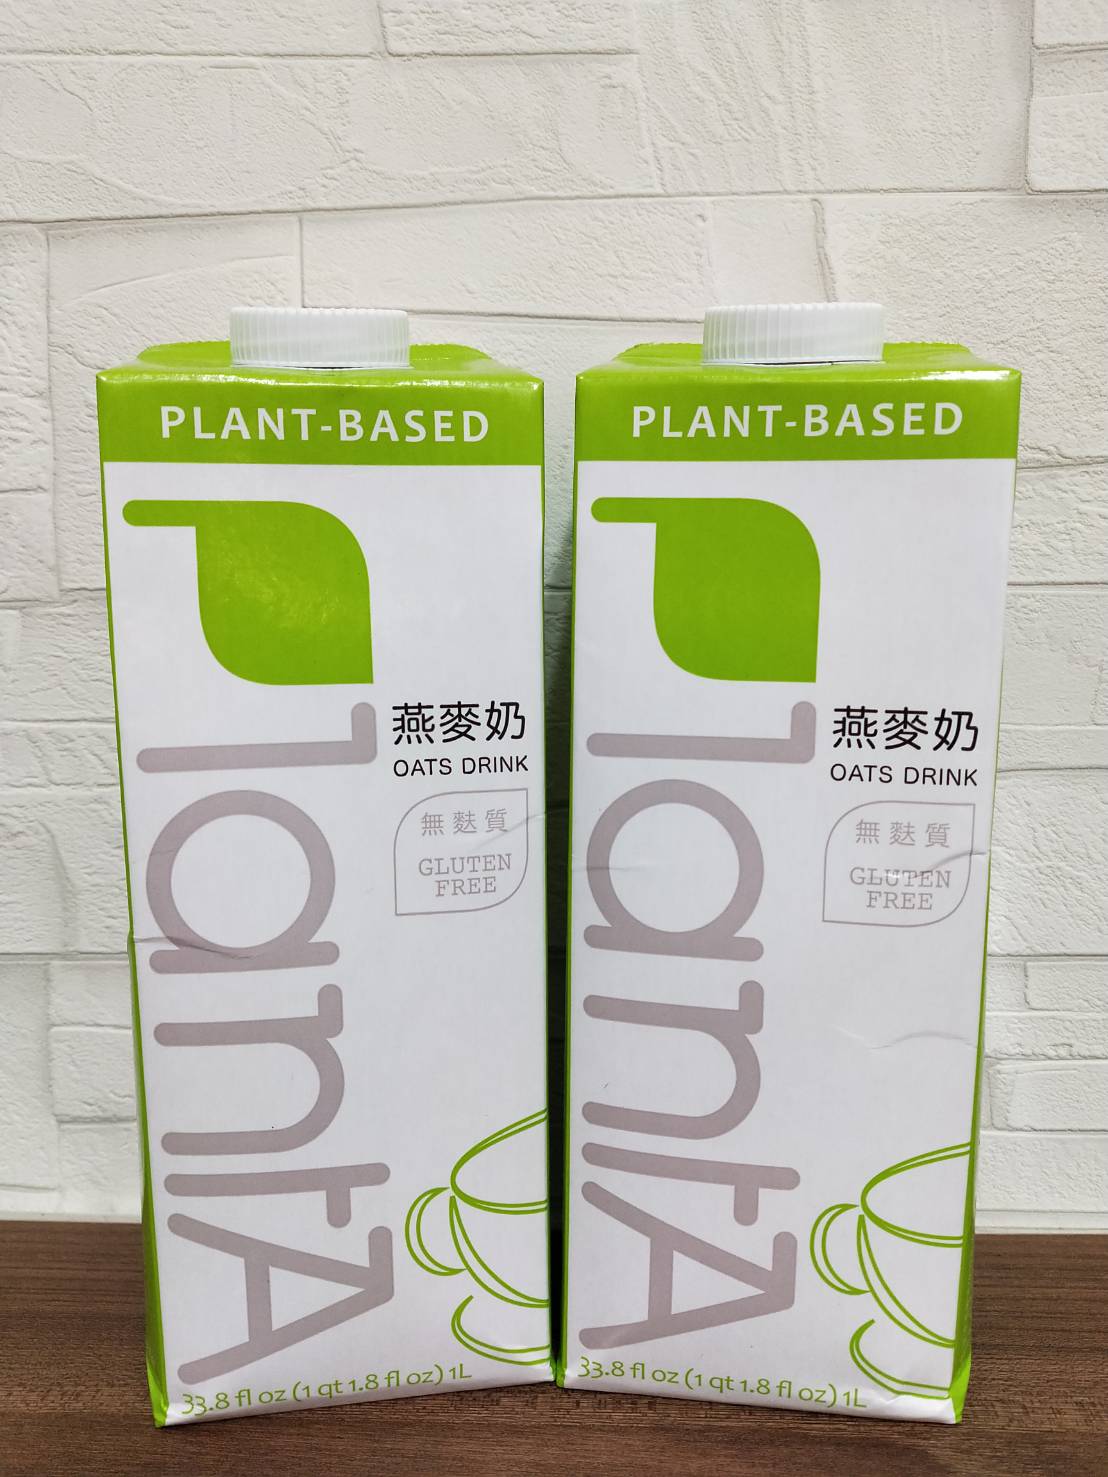 PLANT-BASED
PlantA
燕麥奶
OATS DRINK
無麩質
GLUTEN
FREE
33.8 fl oz (1 qt 1.8 fl oz) 1L
PLANT-BASED
PlantA
燕麥奶
OATS DRINK
無麩質
GLUTEN
FREE
33.8 fl oz (1 qt 1.8 fl oz) 1L